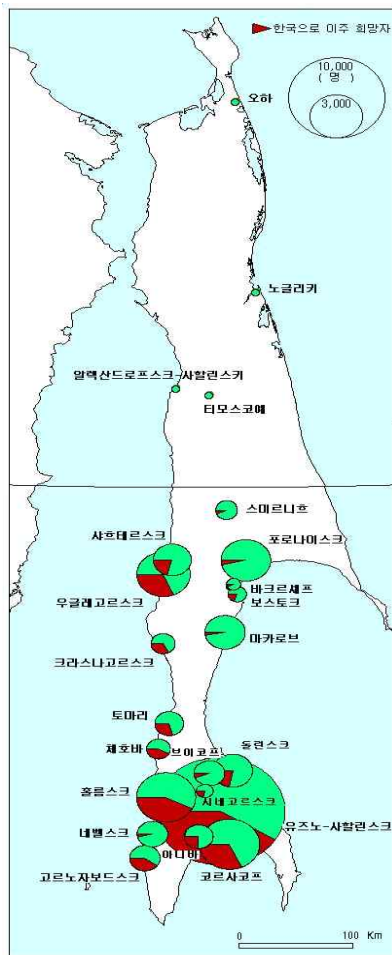 한국으로 이주 희망자
10,000
( 명 )
3,000
오하
노글리키
알렉산드로프스크-사할린스키
티모스코예
스미르니흐
샤흐테르스크
포로나이스크
우글레고르스크
바크르셰프
보스토크
마카로브
크라스나고르스크
토마리
체호바
브이코프
돌린스크
홀름스크
시네고르스크
유즈노-사할린스크
네벨스크
아니바
고르노자보드스크
코르사코프
0
100 Km